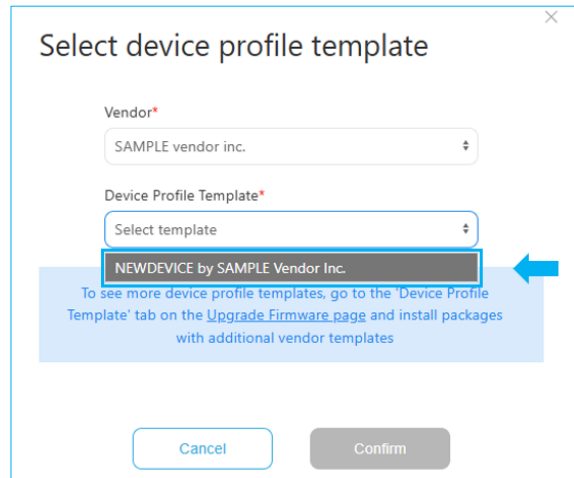 Select device profile template
Vendor*
SAMPLE vendor inc.
Device Profile Template*
Select template
NEWDEVICE by SAMPLE Vendor Inc.
To see more device profile templates, go to the 'Device Profile
Template' tab on the Upgrade Firmware page and install packages
with additional vendor templates
Cancel
Confirm